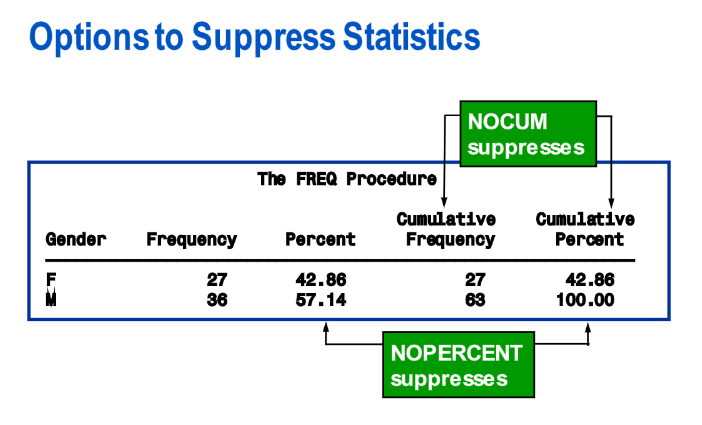 Options to Suppress Statistics
NOCUM
suppresses
The FREQ Procedure
Cumulative Cumulative
Gender Frequency Percent Frequency Percent
F 27 42.86 27 42.86
M 36 57.14 63 100.00
NOPERCENT
suppresses